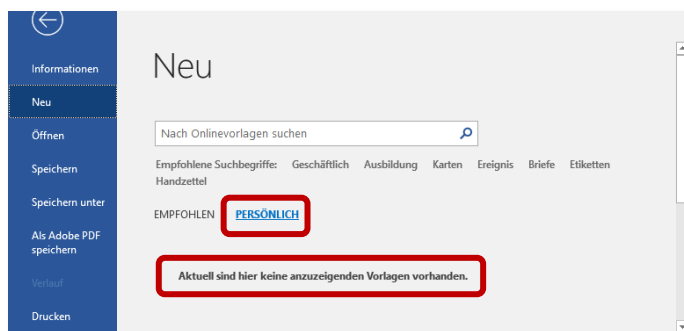 Informationen
Neu
Öffnen
Speichern
Speichern unter
Als Adobe PDF
speichern
Verlauf
Drucken
Neu
Nach Onlinevorlagen suchen
Empfohlene Suchbegriffe: Geschäftlich Ausbildung Karten Ereignis Briefe Etiketten
Handzettel
EMPFOHLEN PERSÖNLICH
Aktuell sind hier keine anzuzeigenden Vorlagen vorhanden.